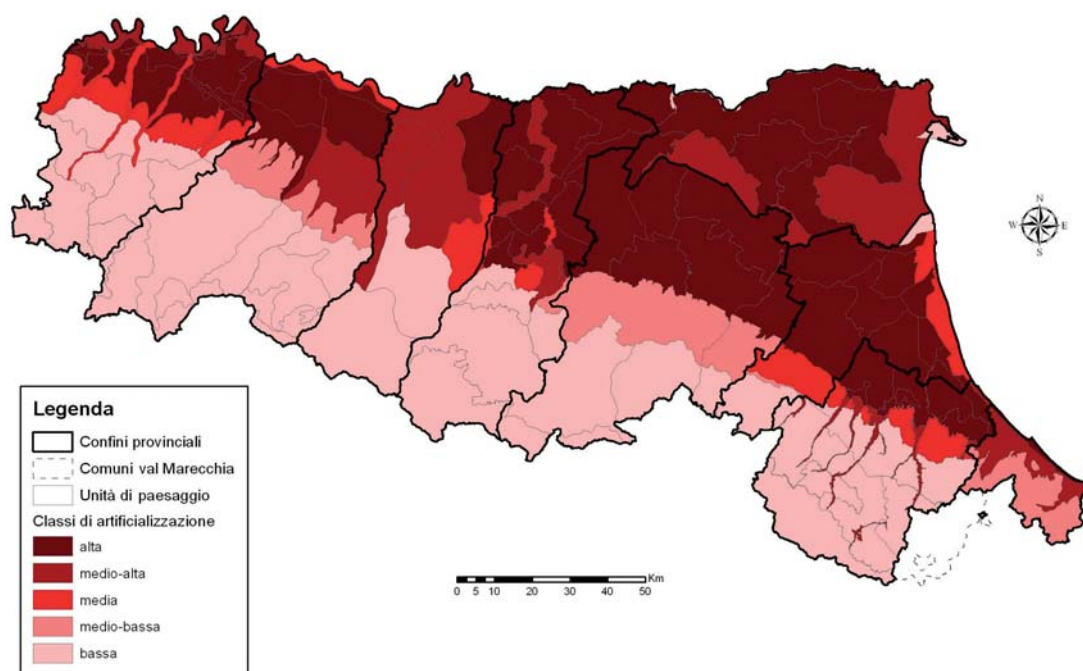 N
W E
S
Legenda
Confini provinciali
Comuni val Marecchia
Unità di paesaggio
Classi di artificializzazione
alta
medio-alta
media
medio-bassa
bassa
Km
0 5 10 20 30 40 50